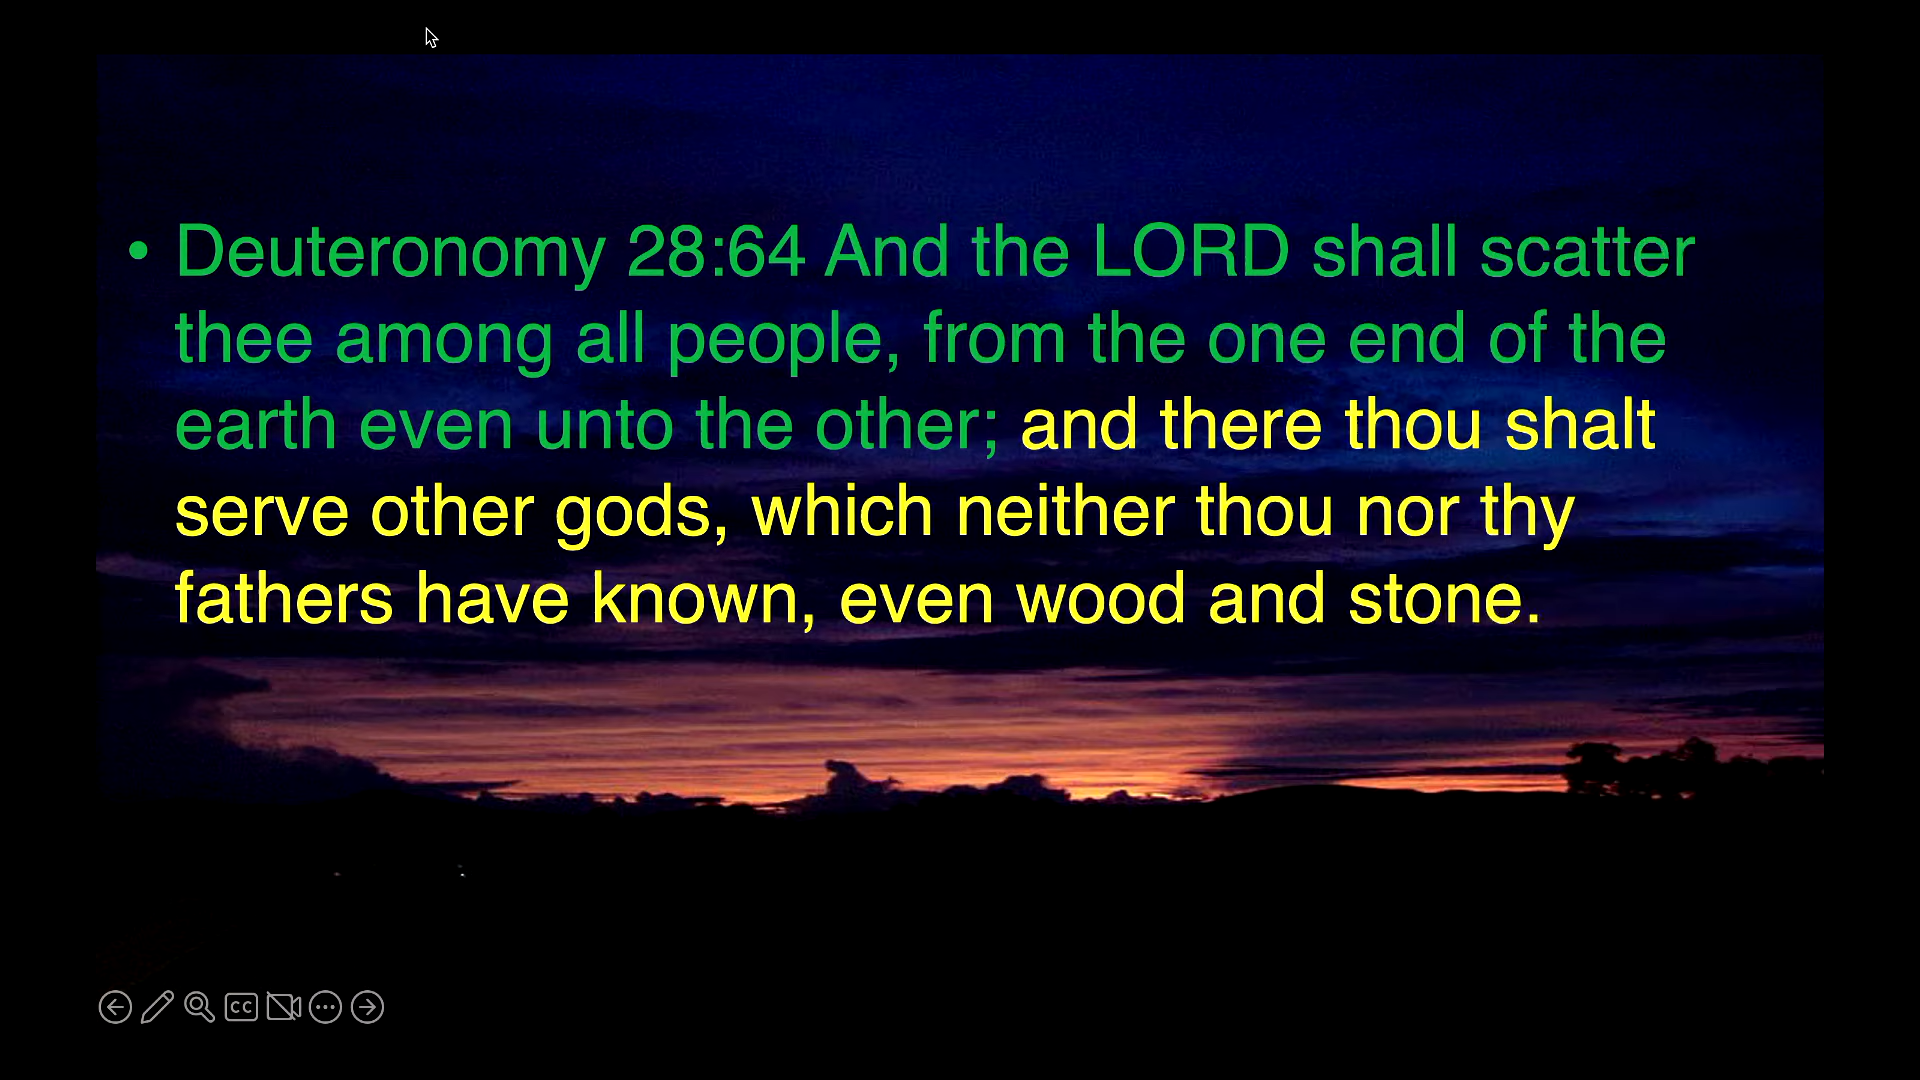 • Deuteronomy 28:64 And the LORD shall scatter
thee among all people, from the one end of the
earth even unto the other; and there thou shalt
serve other gods, which neither thou nor thy
fathers have known, even wood and stone.
CC